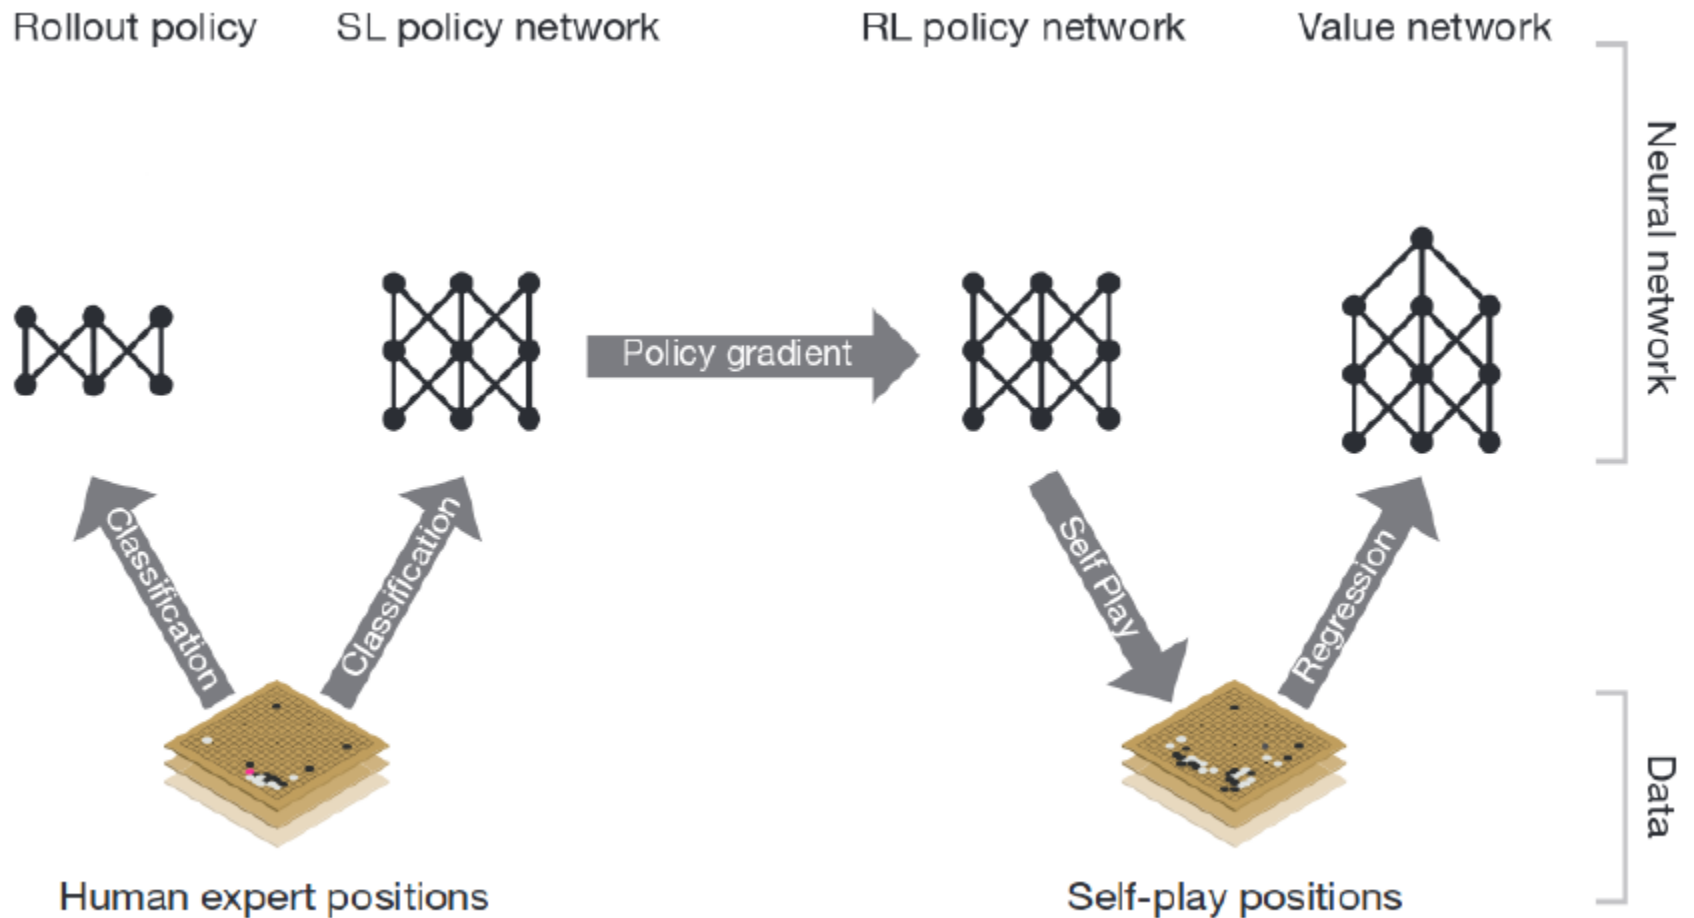 Rollout policy
SL policy network
RL policy network
Value network
Neural network
Policy gradient
Classification
Classification
Self Play
Regression
Data
Human expert positions
Self-play positions